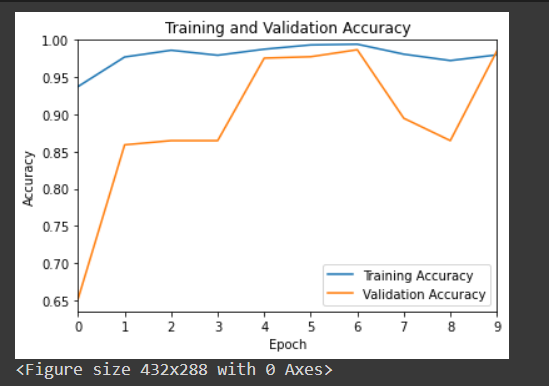 Training and Validation Accuracy
1.00
0.95
0.90
0.85
0.80
0.75
0.70
0.65
Accuracy
Training Accuracy
Validation Accuracy
0 1 2 3 4 5 6 7 8 9
Epoch
<Figure size 432x288 with 0 Axes>